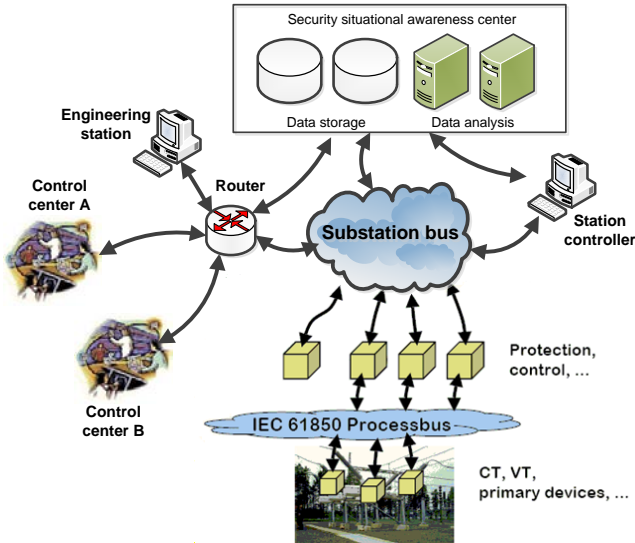 Security situational awareness center
Data storage
Data analysis
Engineering
station
Router
Control
center A
Substation bus
Station
controller
Control
center B
Protection,
control, ...
IEC 61850 Processbus
CT, VT,
primary devices, ...